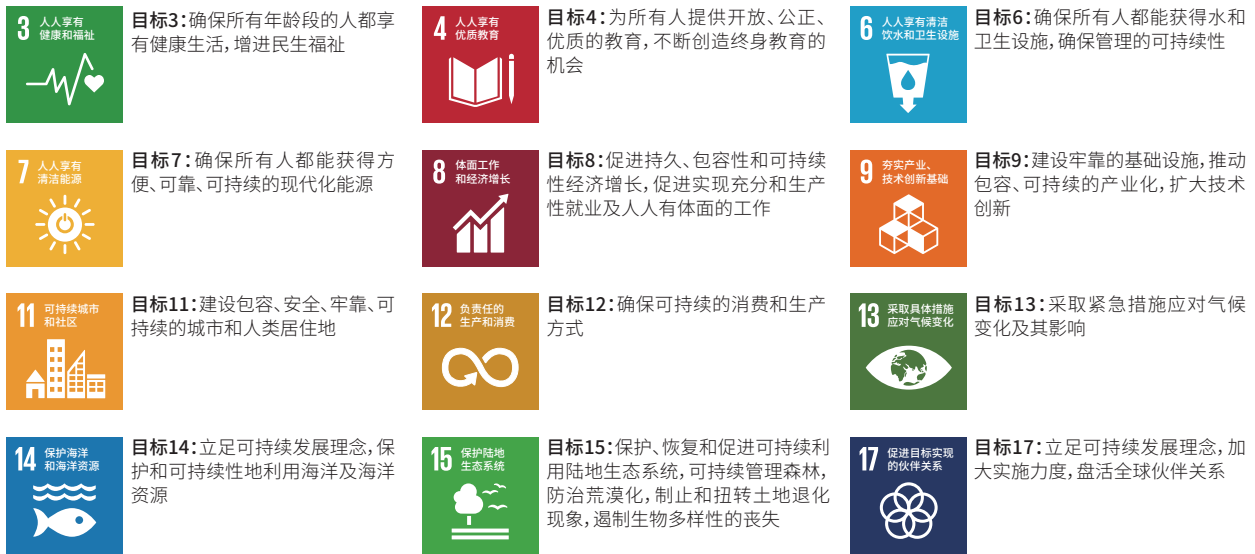 3 人人享有
健康和福祉
目标3：确保所有年龄段的人都享
有健康生活，增进民生福祉
4 人人享有
优质教育
目标4：为所有人提供开放、公正、
优质的教育，不断创造终身教育的
机会
6 人人享有清洁
饮水和卫生设施
目标6：确保所有人都能获得水和
卫生设施，确保管理的可持续性
7 人人享有
清洁能源
目标7：确保所有人都能获得方
便、可靠、可持续的现代化能源
8 体面工作
和经济增长
目标8：促进持久、包容性和可持续
性经济增长，促进实现充分和生产
性就业及人人有体面的工作
9 夯实产业、
技术创新基础
目标9：建设牢靠的基础设施，推动
包容、可持续的产业化，扩大技术
创新
11 可持续城市
和社区
目标11：建设包容、安全、牢靠、可
持续的城市和人类居住地
12 负责任的
生产和消费
目标12：确保可持续的消费和生产
方式
13 采取具体措施
应对气候变化
目标13：采取紧急措施应对气候
变化及其影响
14 保护海洋
和海洋资源
目标14：立足可持续发展理念，保
护和可持续性地利用海洋及海洋
资源
15 保护陆地
生态系统
目标15：保护、恢复和促进可持续利
用陆地生态系统，可持续管理森林，
防治荒漠化，制止和扭转土地退化
现象，遏制生物多样性的丧失
17 促进目标实现
的伙伴关系
目标17：立足可持续发展理念，加
大实施力度，盘活全球伙伴关系